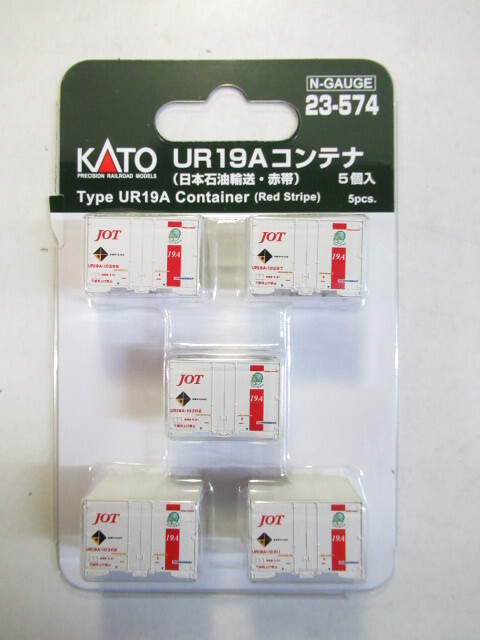 N-GAUGE
23-574
KATO
PRECISION RAILROAD MODELS
UR19Aコンテナ
(日本石油輸送・赤帯)
5個入
Type UR19A Container (Red Stripe)
5pcs.
JOT
19A
JOT
19A
JOT
19A
UR19A-10302
JOT
19A
JOT
19A